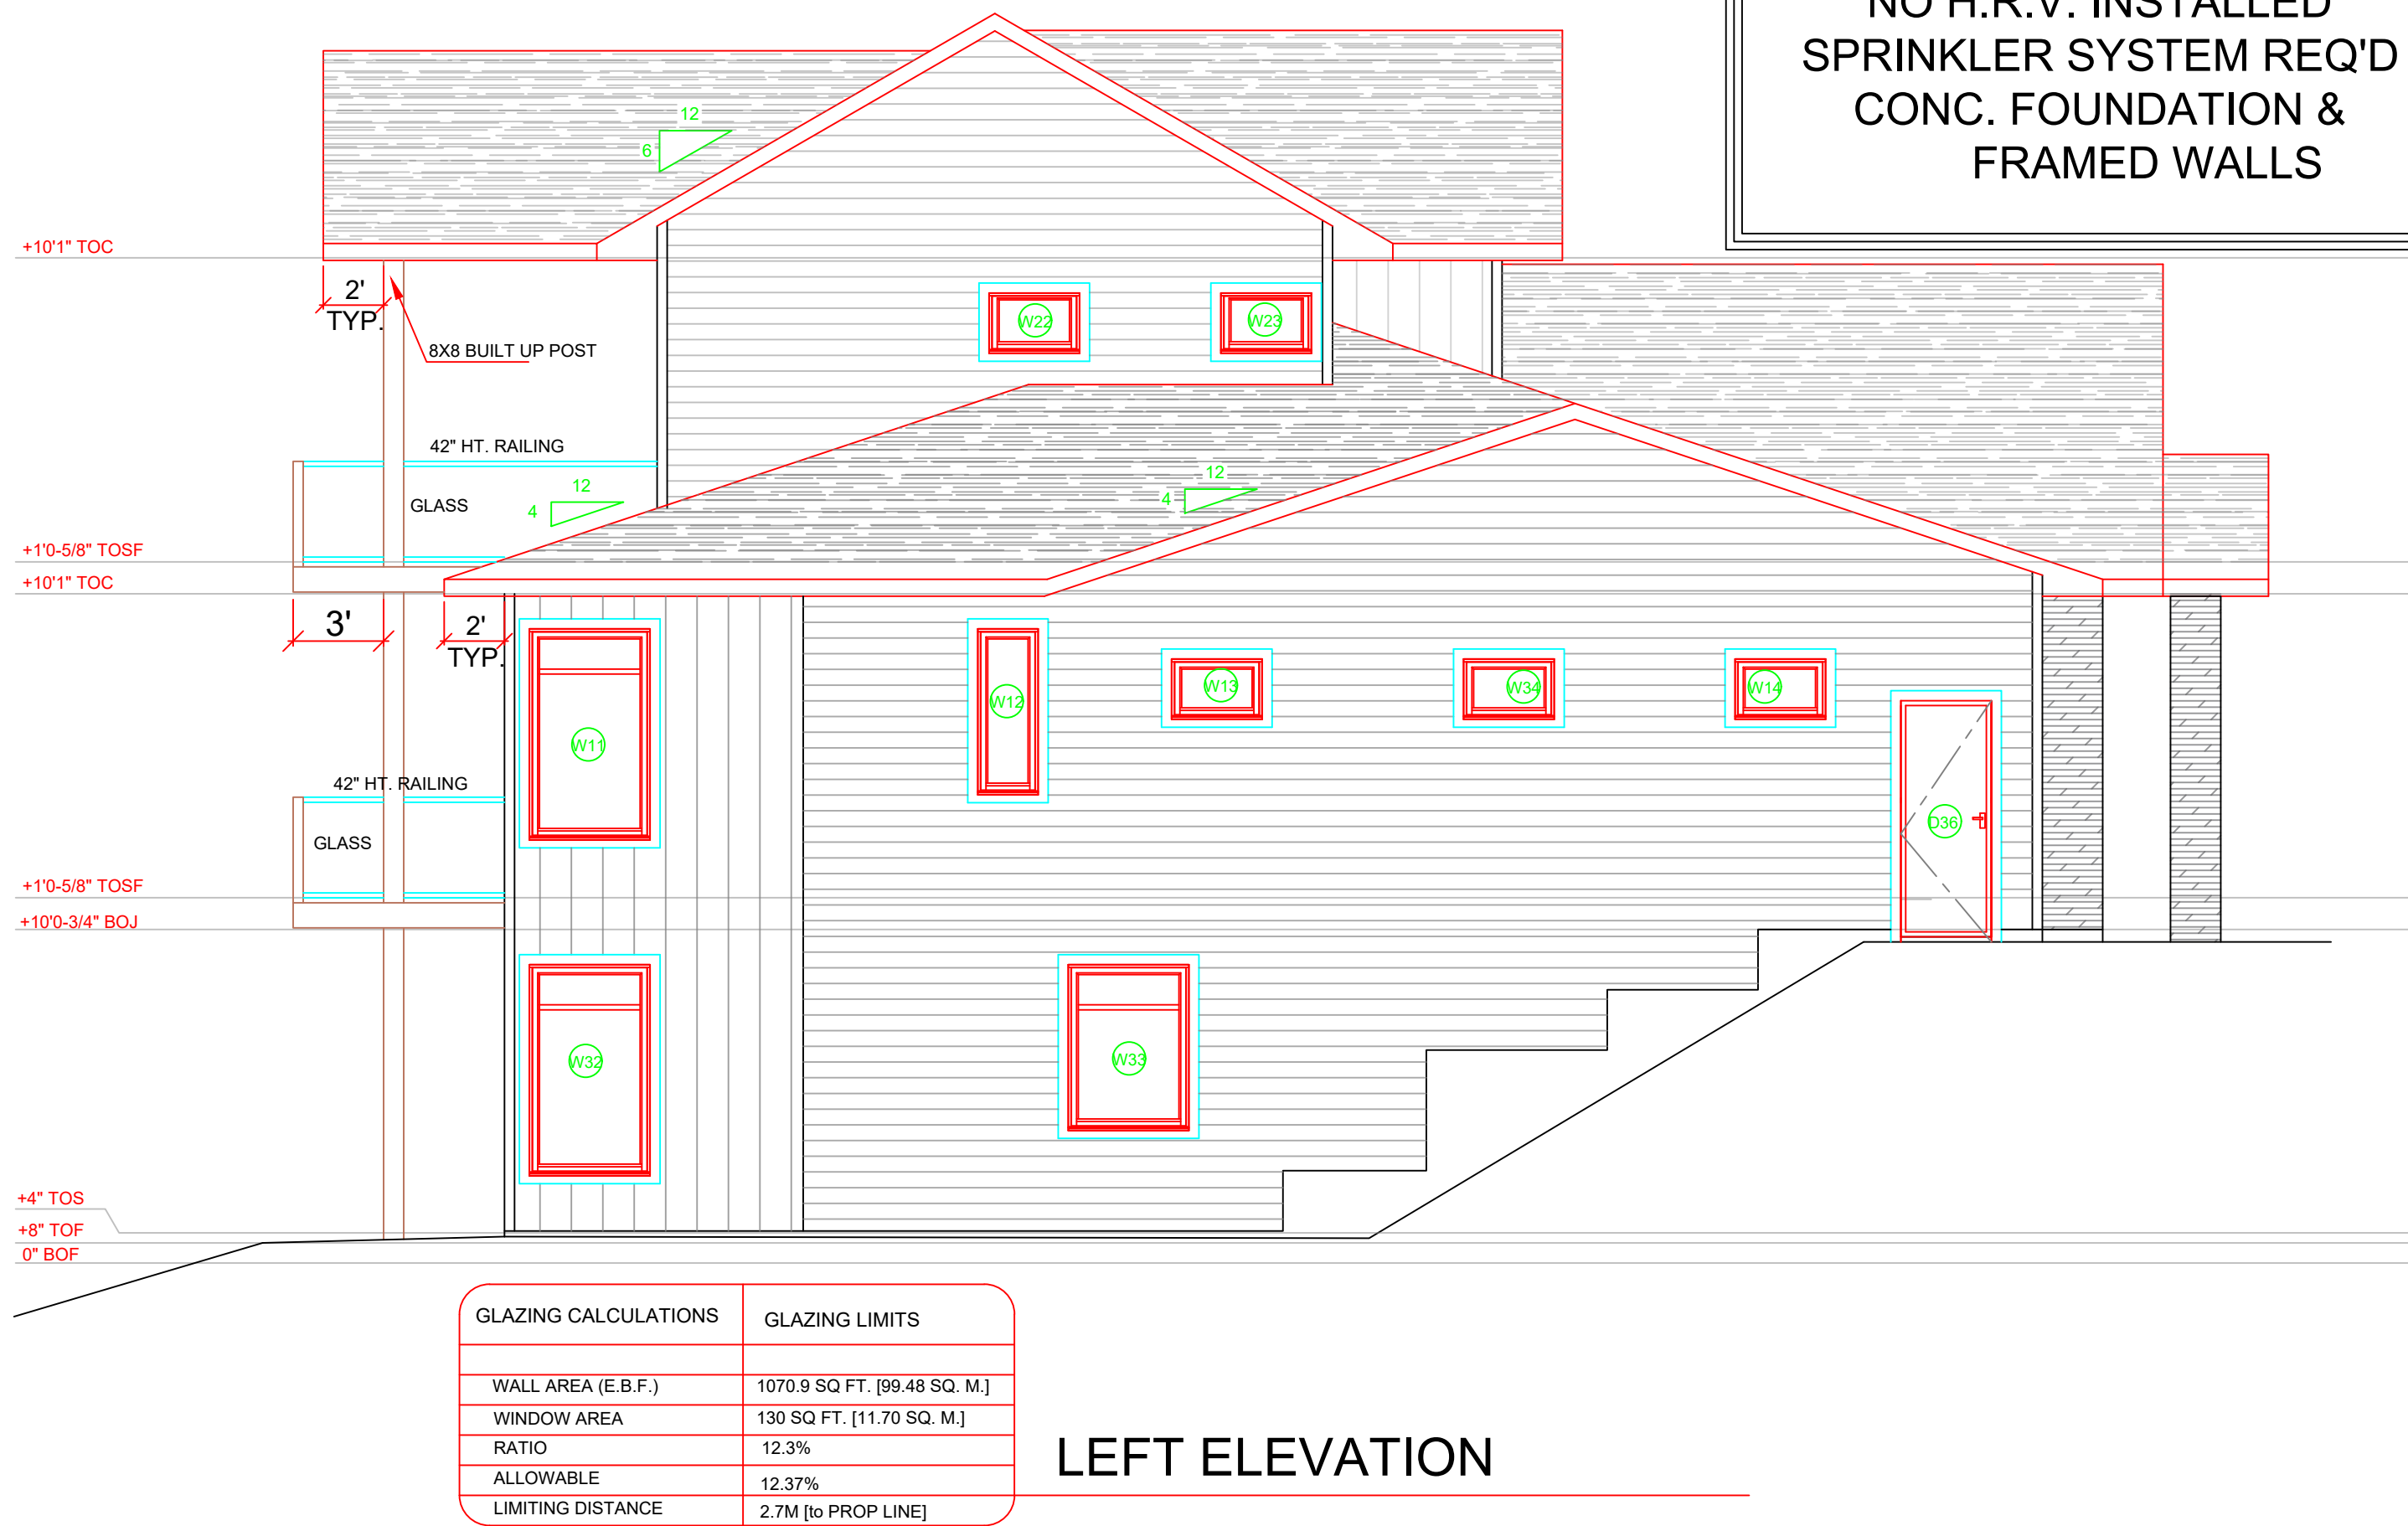 NO H.R.V. INSTALLED
SPRINKLER SYSTEM REQ'D
CONC. FOUNDATION &
FRAMED WALLS
12
6
+10'1" TOC
2'
TYP.
8X8 BUILT UP POST
W22
W23
42" HT. RAILING
12
4
GLASS
12
4
+1'0-5/8" TOSF
+10'1" TOC
3'
2'
TYP.
W11
W12
W13
W34
W14
42" HT. RAILING
GLASS
D36
+1'0-5/8" TOSF
+10'0-3/4" BOJ
W32
W33
+4" TOS
+8" TOF
0" BOF
GLAZING CALCULATIONS GLAZING LIMITS
WALL AREA (E.B.F.) 1070.9 SQ FT. [99.48 SQ. M.]
WINDOW AREA 130 SQ FT. [11.70 SQ. M.]
RATIO 12.3%
ALLOWABLE 12.37%
LIMITING DISTANCE 2.7M [to PROP LINE]
LEFT ELEVATION